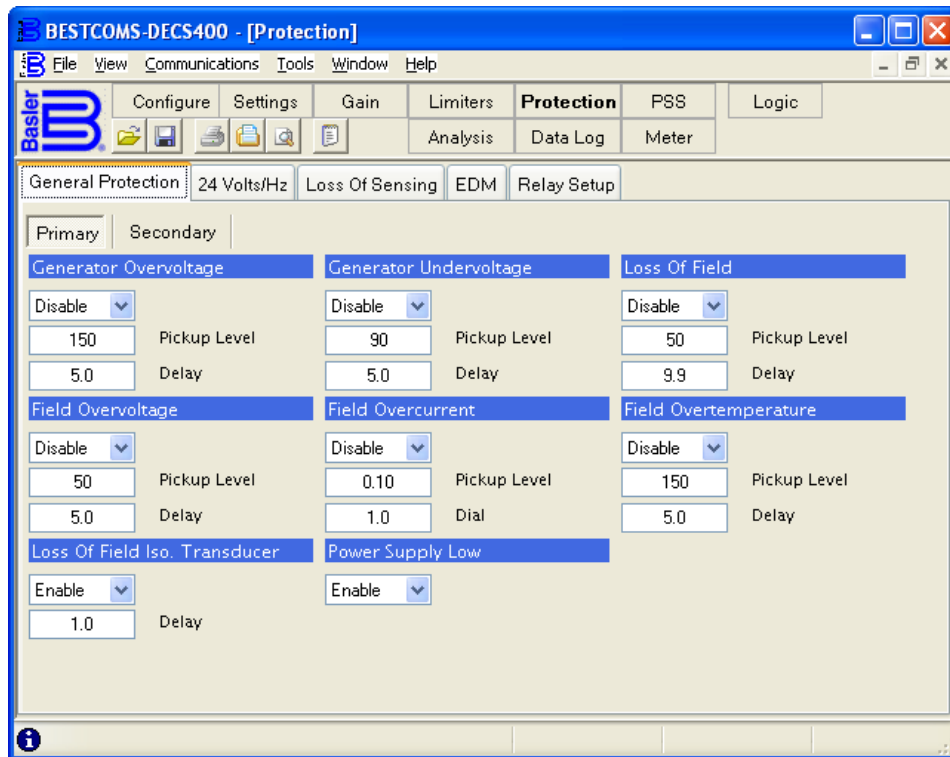 BESTCOMS-DECS400 - [Protection]
File View Communications Tools Window Help
Basler
Configure Settings Gain Limiters Protection PSS Logic
Analysis Data Log Meter
General Protection 24 Volts/Hz Loss Of Sensing EDM Relay Setup
Primary Secondary
Generator Overvoltage Generator Undervoltage Loss Of Field
Disable Disable Disable
150 Pickup Level 90 Pickup Level 50 Pickup Level
5.0 Delay 5.0 Delay 9.9 Delay
Field Overvoltage Field Overcurrent Field Overtemperature
Disable Disable Disable
50 Pickup Level 0.10 Pickup Level 150 Pickup Level
5.0 Delay 1.0 Dial 5.0 Delay
Loss Of Field Iso. Transducer Power Supply Low
Enable Enable
1.0 Delay